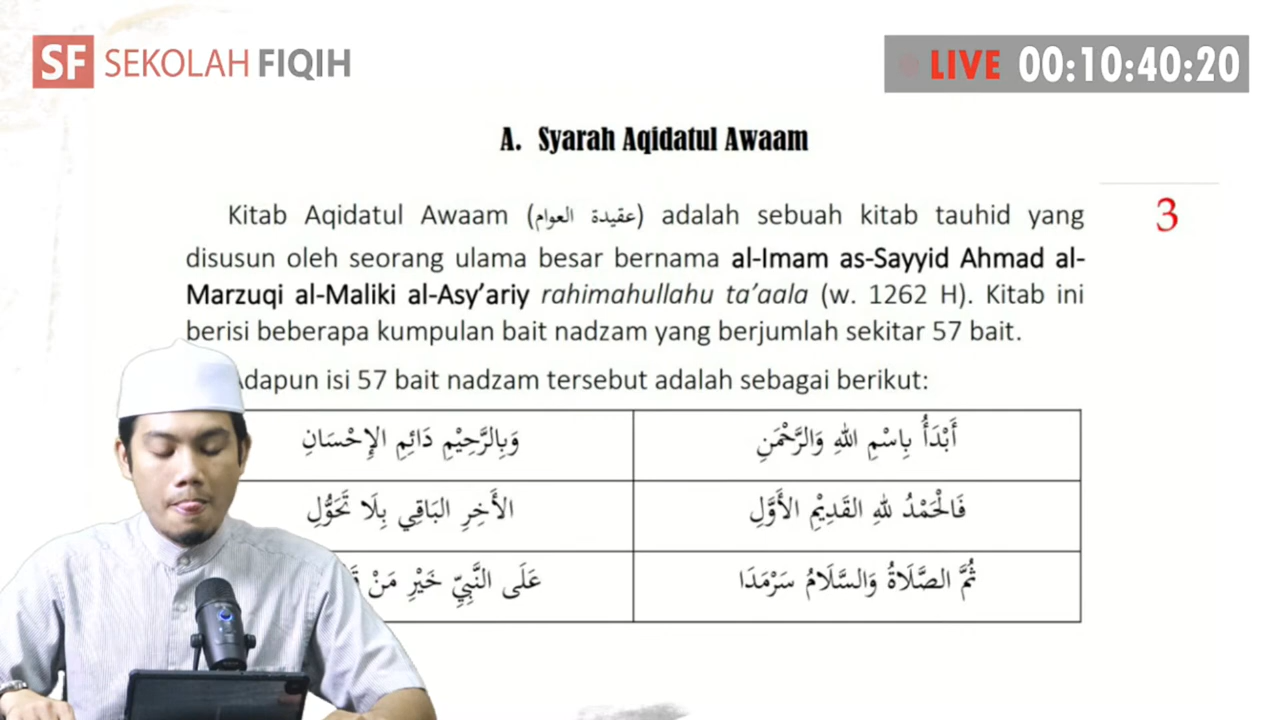 SF SEKOLAH FIQIH
LIVE 00:10:40:20
A. Syarah Aqidatul Awaam
3
Kitab Aqidatul Awaam (عقيدة العوام) adalah sebuah kitab tauhid yang
disusun oleh seorang ulama besar bernama al-Imam as-Sayyid Ahmad al-
Marzuqi al-Maliki al-Asy'ariy rahimahullahu ta'aala (w. 1262 H). Kitab ini
berisi beberapa kumpulan bait nadzam yang berjumlah sekitar 57 bait.
dapun isi 57 bait nadzam tersebut adalah sebagai berikut:
أَبْدَأُ بِاسْمِ اللهِ وَالرَّحْمَنِ وَبِالرَّحِيْمِ دَائِمِ الإِحْسَانِ
فَالْحَمْدُ للهِ القَدِيْمِ الأَوَّلِ الأَخِرِ البَاقِي بِلَا تَحَوُّلِ
ثُمَّ الصَّلَاةُ وَالسَّلَامُ سَرْمَدَا عَلَى النَّبِيِّ خَيْرِ مَنْ